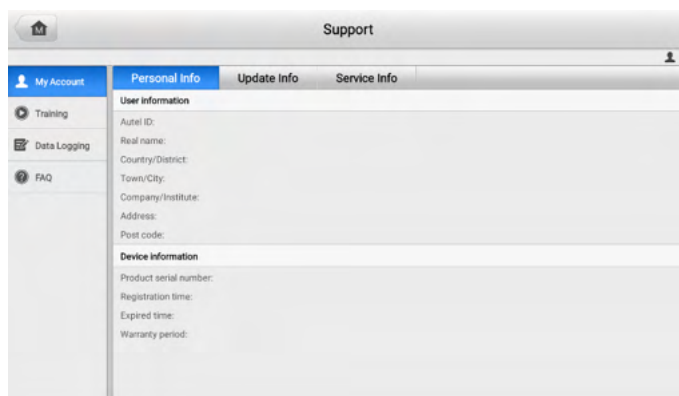 M
Support
My Account
Training
Data Logging
FAQ
Personal Info Update Info Service Info
User information
Autel ID:
Real name:
Country/District:
Town/City:
Company/Institute:
Address:
Post code:
Device information
Product serial number:
Registration time:
Expired time:
Warranty period: